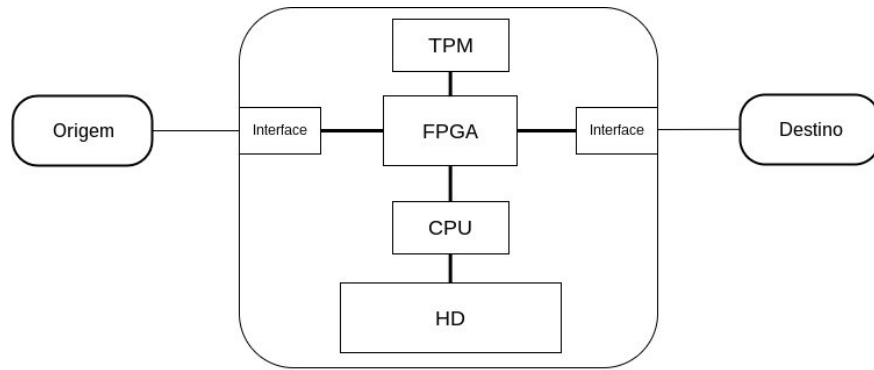 TPM
Origem
Interface
FPGA
Interface
Destino
CPU
HD